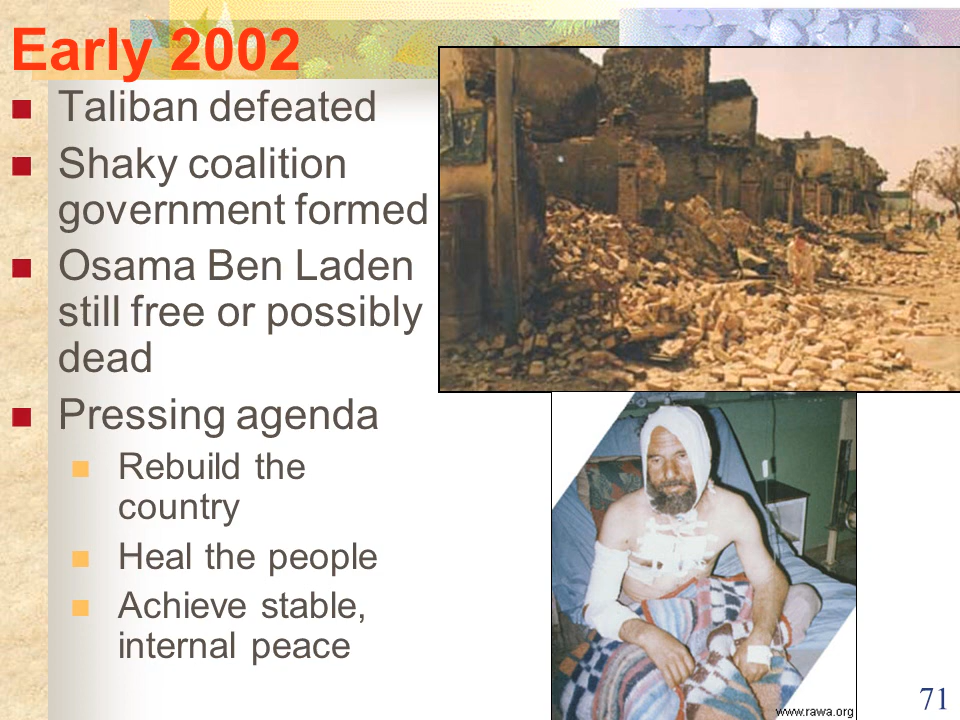 Early 2002
Taliban defeated
Shaky coalition
government formed
Osama Ben Laden
still free or possibly
dead
Pressing agenda
Rebuild the
country
Heal the people
Achieve stable,
internal peace
www.rawa.org
71